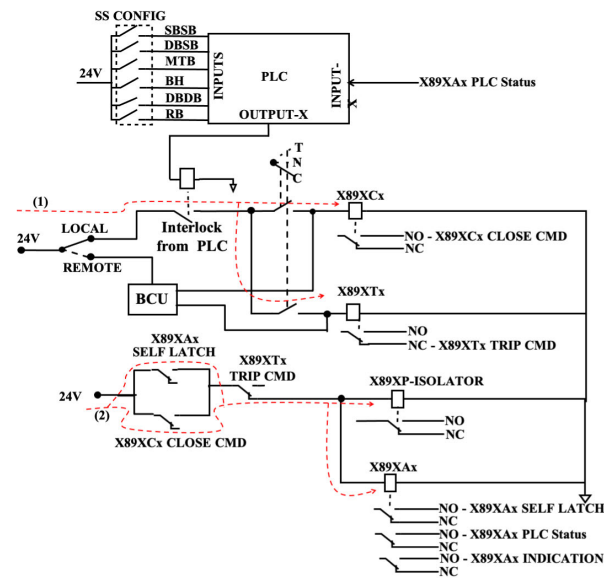 SS CONFIG
SBSB
DBSB
MTB
BH
DBDB
RB
24V
INPUTS
PLC
OUTPUT-X
INPUT-X
X89XAx PLC Status
T
N
C
(1)
LOCAL
24V
REMOTE
Interlock
from PLC
BCU
X89XCx
NO - X89XCx CLOSE CMD
NC
X89XTx
NO
NC - X89XTx TRIP CMD
X89XAx
SELF LATCH
X89XTx
TRIP CMD
24V
(2)
X89XCx CLOSE CMD
X89XP-ISOLATOR
NO
NC
X89XAx
NO - X89XAx SELF LATCH
NC
NO - X89XAx PLC Status
NC
NO - X89XAx INDICATION
NC